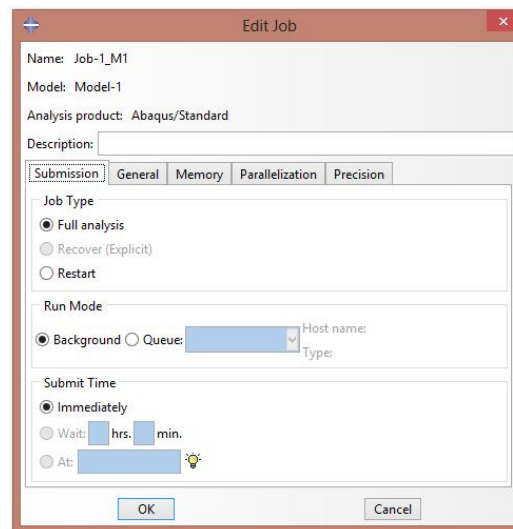 Edit Job
Name: Job-1_M1
Model: Model-1
Analysis product: Abaqus/Standard
Description:
Submission General Memory Parallelization Precision
Job Type
Full analysis
Recover (Explicit)
Restart
Run Mode
Background Queue: Host name:
Type:
Submit Time
Immediately
Wait: hrs. min.
At:
OK Cancel